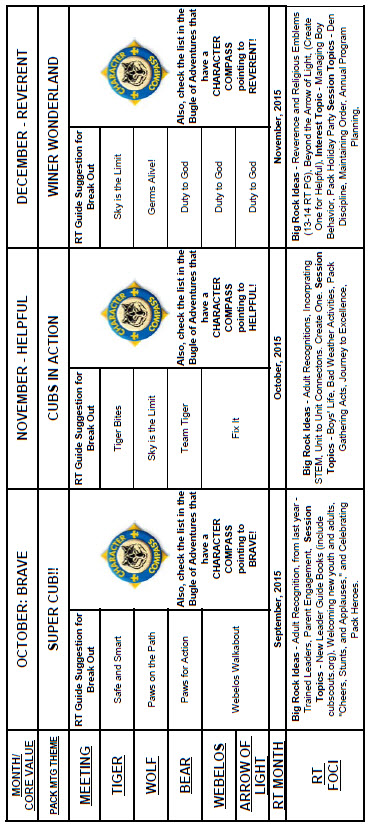 MONTH/
CORE VALUE
OCTOBER: BRAVE
NOVEMBER - HELPFUL
DECEMBER - REVERENT
PACK MTG THEME
SUPER CUB!!
CUBS IN ACTION
WINER WONDERLAND
MEETING
RT Guide Suggestion for
Break Out
CHARACTER
COMPASS
Also, check the list in the
Bugle of Adventures that
have a
CHARACTER
COMPASS
pointing to
BRAVE!
RT Guide Suggestion for
Break Out
CHARACTER
COMPASS
Also, check the list in the
Bugle of Adventures that
have a
CHARACTER
COMPASS
pointing to
HELPFUL!
RT Guide Suggestion for
Break Out
CHARACTER
COMPASS
Also, check the list in the
Bugle of Adventures that
have a
CHARACTER
COMPASS
pointing to
REVERENT!
TIGER
Safe and Smart
Tiger Bites
Sky is the Limit
WOLF
Paws on the Path
Sky is the Limit
Germs Alive!
BEAR
Paws for Action
Team Tiger
Duty to God
WEBELOS
Webelos Walkabout
Fix It
Duty to God
ARROW OF
LIGHT
Duty to God
RT MONTH
September, 2015
October, 2015
November, 2015
RT
FOCI
Big Rock Ideas - Adult Recognition, from last year -
Trained Leaders, Parent Engagement, Session
Topics - New Leader Guide Books (include
cubscouts.org), Welcoming new youth and adults,
"Cheers, Stunts, and Applauses," and Celebrating
Pack Heroes.
Big Rock Ideas - Adult Recognitions, Incorprating
STEM, Unit to Unit Connectons, Create One, Session
Topics - Boys' Life, Bad Weather Activities, Pack
Gathering Acts, Journey to Excellence,
Big Rock Ideas - Reverence and Religious Emblems
(13-14 RT PG), Beyond the Arrow of Light, (Create
One for Helpful), Interest Topic - Managing Boy
Behavior, Pack Holiday Party Session Topics - Den
Discipline, Maintaining Order, Annual Program
Planning.